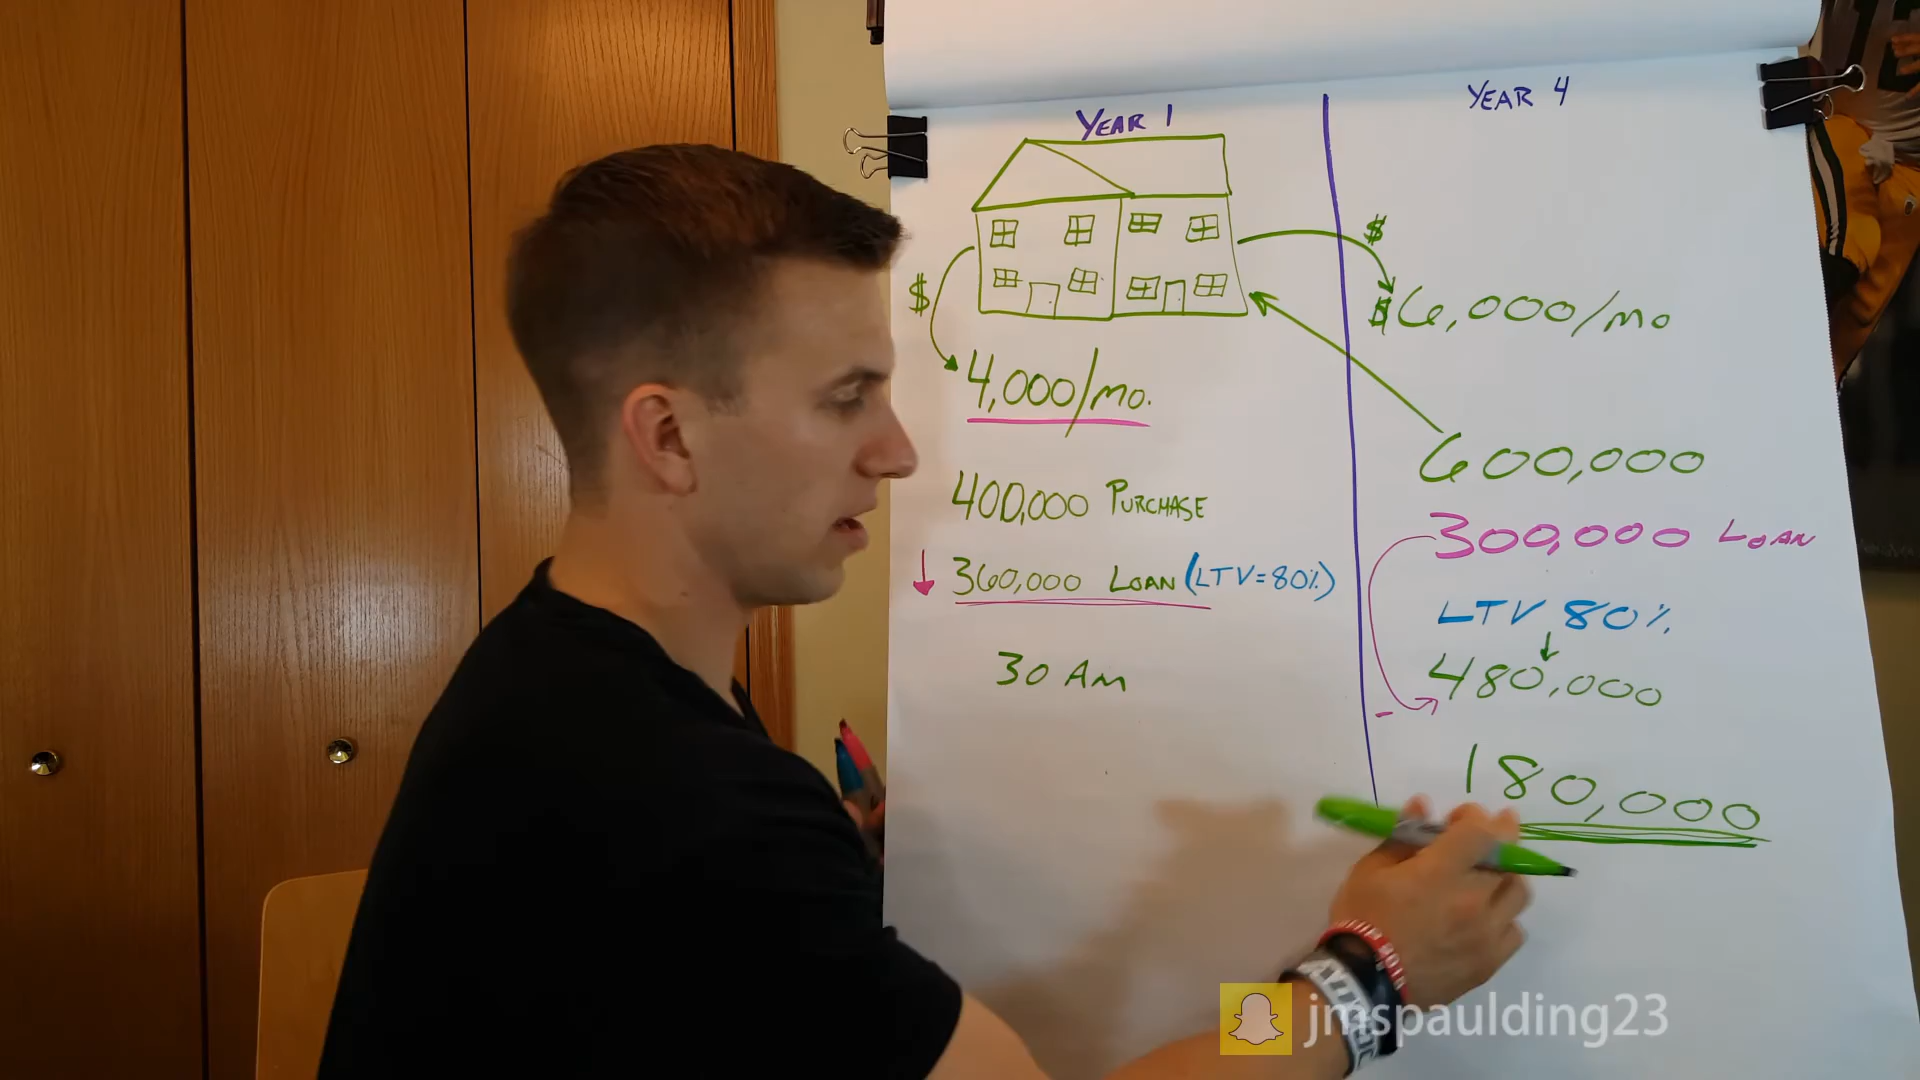 YEAR 1
$
4,000/mo.
400,000 PURCHASE
360,000 LOAN (LTV=80%)
30 AM
YEAR 4
$
$6,000/mo
600,000
300,000 LOAN
LTV 80%
480,000
-
180,000
jmspaulding23